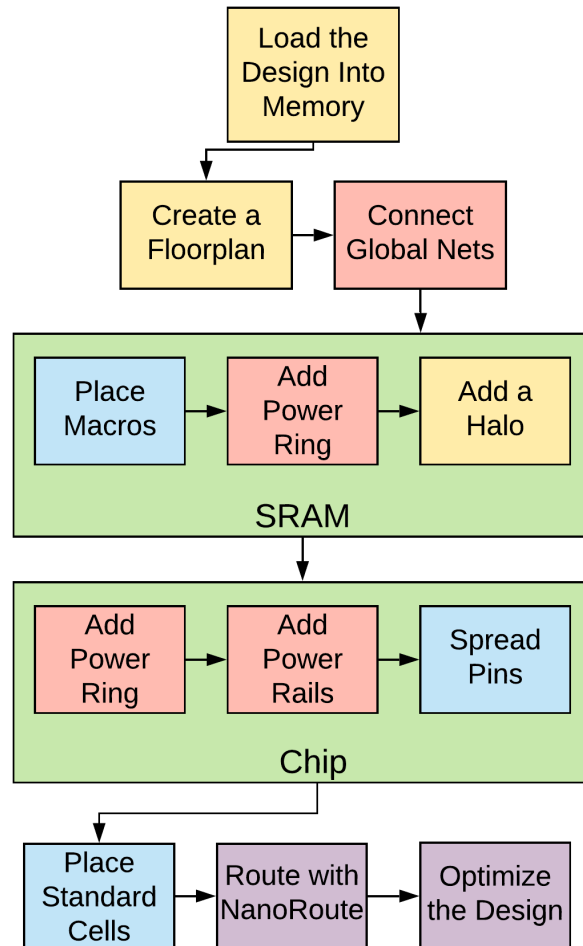 Load the
Design Into
Memory
Create a
Floorplan
Connect
Global Nets
Place
Macros
Add
Power
Ring
Add a
Halo
SRAM
Add
Power
Ring
Add
Power
Rails
Spread
Pins
Chip
Place
Standard
Cells
Route with
NanoRoute
Optimize
the Design